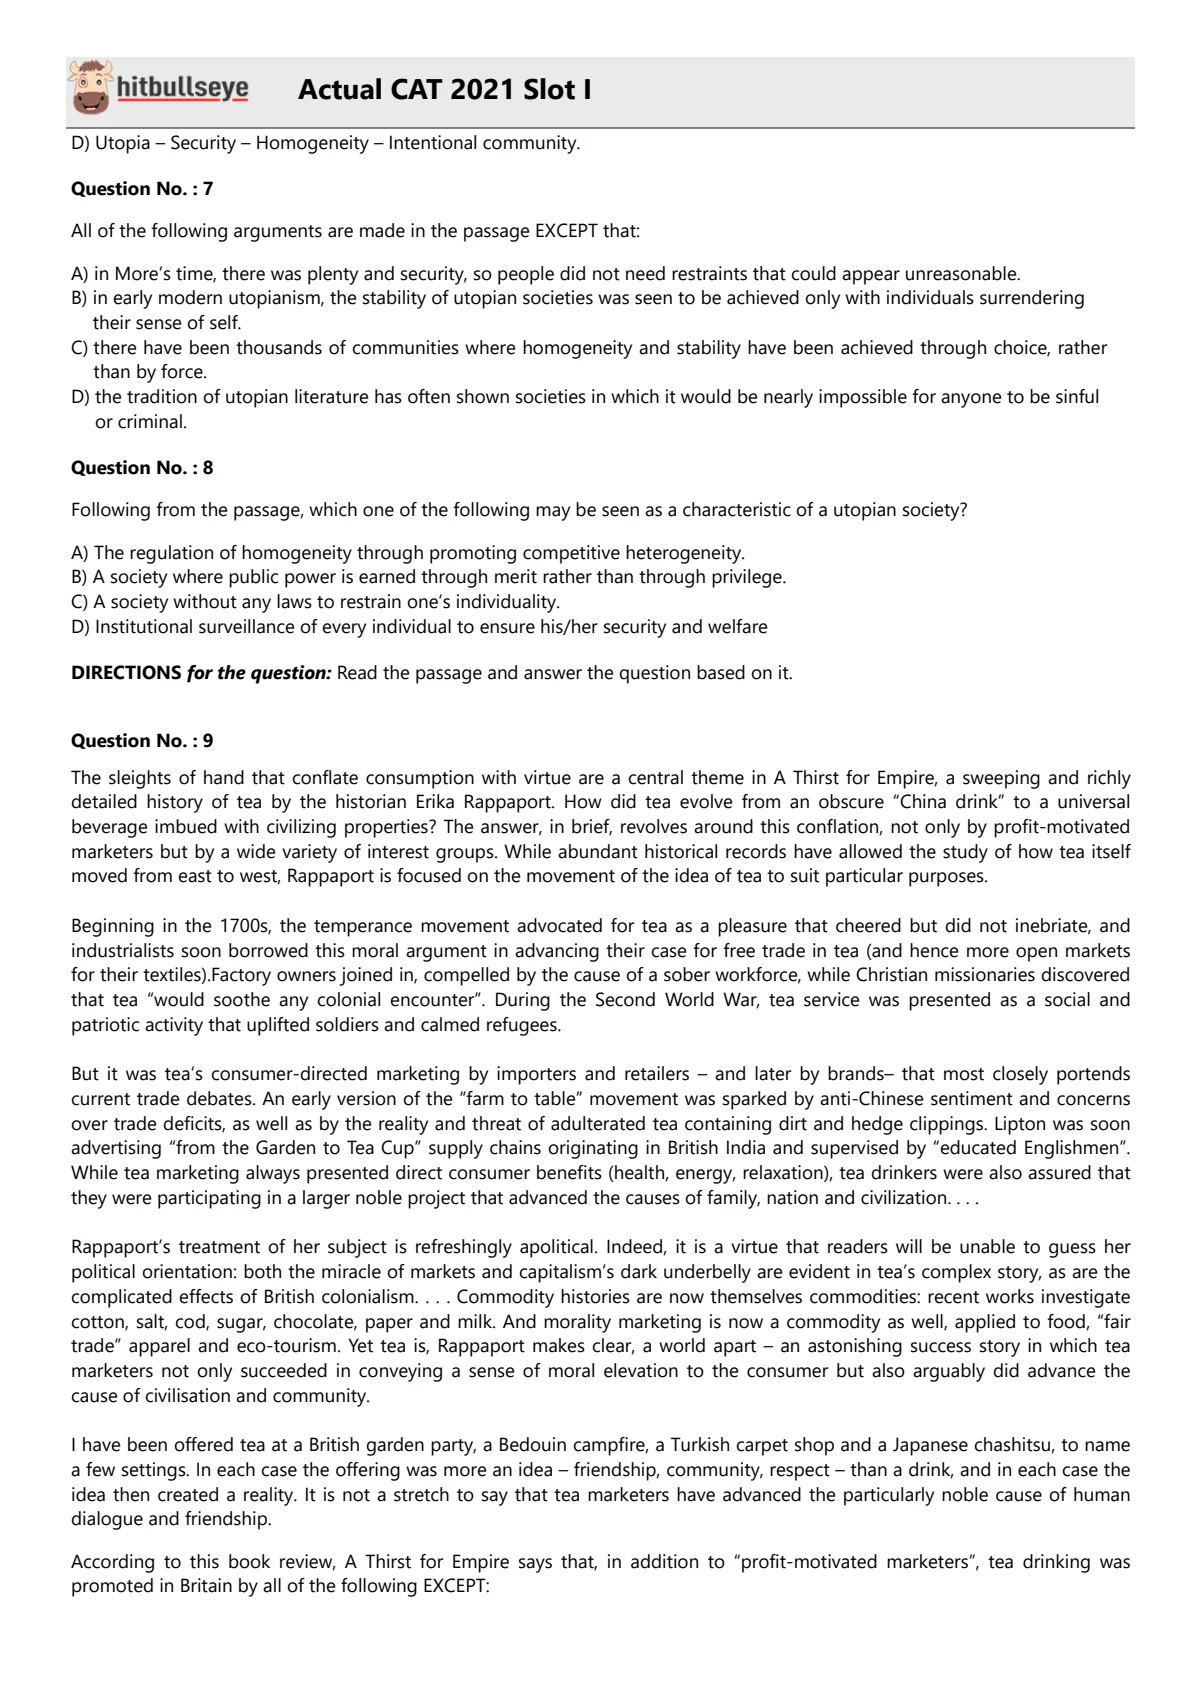 hitbullseye
Actual CAT 2021 Slot I
D) Utopia – Security – Homogeneity – Intentional community.
Question No. : 7
All of the following arguments are made in the passage EXCEPT that:
A) in More’s time, there was plenty and security, so people did not need restraints that could appear unreasonable.
B) in early modern utopianism, the stability of utopian societies was seen to be achieved only with individuals surrendering
their sense of self.
C) there have been thousands of communities where homogeneity and stability have been achieved through choice, rather
than by force.
D) the tradition of utopian literature has often shown societies in which it would be nearly impossible for anyone to be sinful
or criminal.
Question No. : 8
Following from the passage, which one of the following may be seen as a characteristic of a utopian society?
A) The regulation of homogeneity through promoting competitive heterogeneity.
B) A society where public power is earned through merit rather than through privilege.
C) A society without any laws to restrain one’s individuality.
D) Institutional surveillance of every individual to ensure his/her security and welfare
DIRECTIONS for the question: Read the passage and answer the question based on it.
Question No. : 9
The sleights of hand that conflate consumption with virtue are a central theme in A Thirst for Empire, a sweeping and richly
detailed history of tea by the historian Erika Rappaport. How did tea evolve from an obscure “China drink” to a universal
beverage imbued with civilizing properties? The answer, in brief, revolves around this conflation, not only by profit-motivated
marketers but by a wide variety of interest groups. While abundant historical records have allowed the study of how tea itself
moved from east to west, Rappaport is focused on the movement of the idea of tea to suit particular purposes.
Beginning in the 1700s, the temperance movement advocated for tea as a pleasure that cheered but did not inebriate, and
industrialists soon borrowed this moral argument in advancing their case for free trade in tea (and hence more open markets
for their textiles).Factory owners joined in, compelled by the cause of a sober workforce, while Christian missionaries discovered
that tea “would soothe any colonial encounter”. During the Second World War, tea service was presented as a social and
patriotic activity that uplifted soldiers and calmed refugees.
But it was tea’s consumer-directed marketing by importers and retailers – and later by brands– that most closely portends
current trade debates. An early version of the “farm to table” movement was sparked by anti-Chinese sentiment and concerns
over trade deficits, as well as by the reality and threat of adulterated tea containing dirt and hedge clippings. Lipton was soon
advertising “from the Garden to Tea Cup” supply chains originating in British India and supervised by “educated Englishmen”.
While tea marketing always presented direct consumer benefits (health, energy, relaxation), tea drinkers were also assured that
they were participating in a larger noble project that advanced the causes of family, nation and civilization. . . .
Rappaport’s treatment of her subject is refreshingly apolitical. Indeed, it is a virtue that readers will be unable to guess her
political orientation: both the miracle of markets and capitalism’s dark underbelly are evident in tea’s complex story, as are the
complicated effects of British colonialism. . . . Commodity histories are now themselves commodities: recent works investigate
cotton, salt, cod, sugar, chocolate, paper and milk. And morality marketing is now a commodity as well, applied to food, “fair
trade” apparel and eco-tourism. Yet tea is, Rappaport makes clear, a world apart – an astonishing success story in which tea
marketers not only succeeded in conveying a sense of moral elevation to the consumer but also arguably did advance the
cause of civilisation and community.
I have been offered tea at a British garden party, a Bedouin campfire, a Turkish carpet shop and a Japanese chashitsu, to name
a few settings. In each case the offering was more an idea – friendship, community, respect – than a drink, and in each case the
idea then created a reality. It is not a stretch to say that tea marketers have advanced the particularly noble cause of human
dialogue and friendship.
According to this book review, A Thirst for Empire says that, in addition to “profit-motivated marketers”, tea drinking was
promoted in Britain by all of the following EXCEPT: